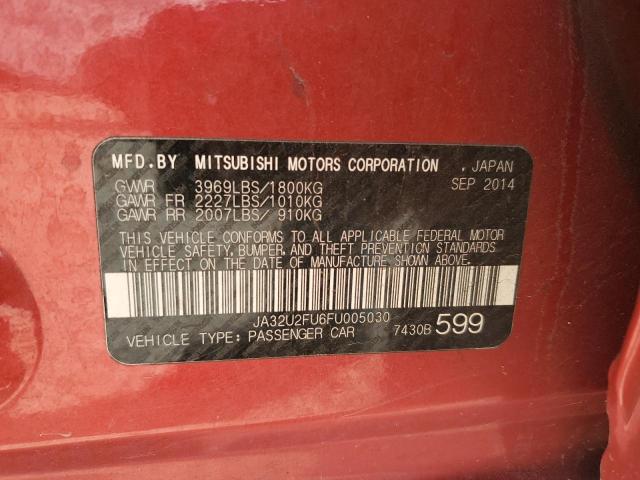 MFD.BY MITSUBISHI MOTORS CORPORATION , JAPAN
GVWR 3969LBS/1800KG SEP 2014
GAWR FR 2227LBS/1010KG
GAWR RR 2007LBS/ 910KG
THIS VEHICLE CONFORMS TO ALL APPLICABLE FEDERAL MOTOR
VEHICLE SAFETY, BUMPER, AND THEFT PREVENTION STANDARDS
IN EFFECT ON THE DATE OF MANUFACTURE SHOWN ABOVE.
JA32U2FU6FU005030
VEHICLE TYPE: PASSENGER CAR 7430B 599